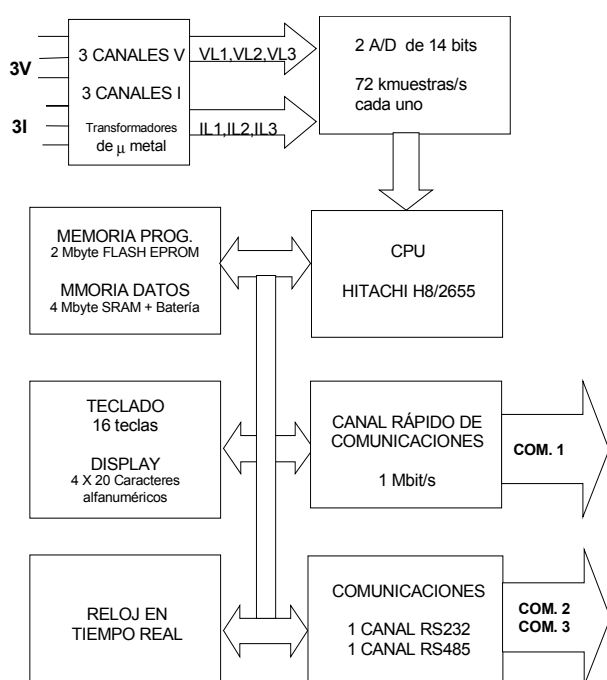 3V
3I
3 CANALES V
3 CANALES I
Transformadores
de μ metal
VL1,VL2,VL3
IL1,IL2,IL3
2 A/D de 14 bits
72 kmuestras/s
cada uno
MEMORIA PROG.
2 Mbyte FLASH EPROM
MMORIA DATOS
4 Mbyte SRAM + Batería
CPU
HITACHI H8/2655
TECLADO
16 teclas
DISPLAY
4 X 20 Caracteres
alfanuméricos
CANAL RÁPIDO DE
COMUNICACIONES
1 Mbit/s
COM. 1
RELOJ EN
TIEMPO REAL
COMUNICACIONES
1 CANAL RS232
1 CANAL RS485
COM. 2
COM. 3